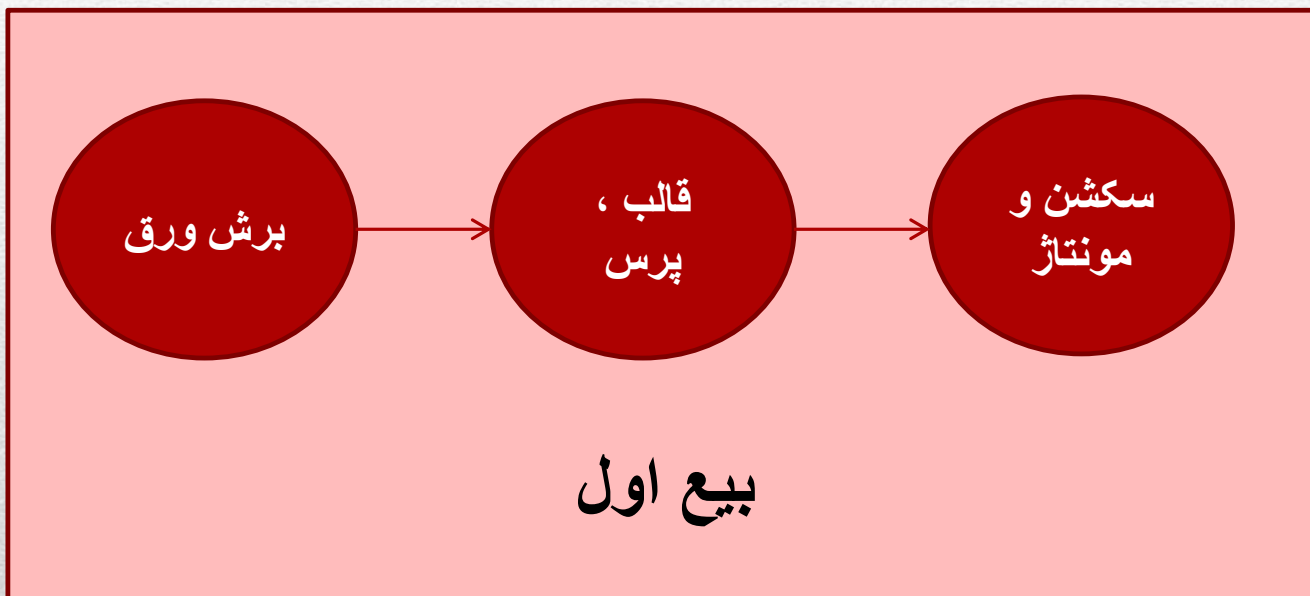 برش ورق
قالب ،
پرس
سکشن و
مونتاژ
بیع اول